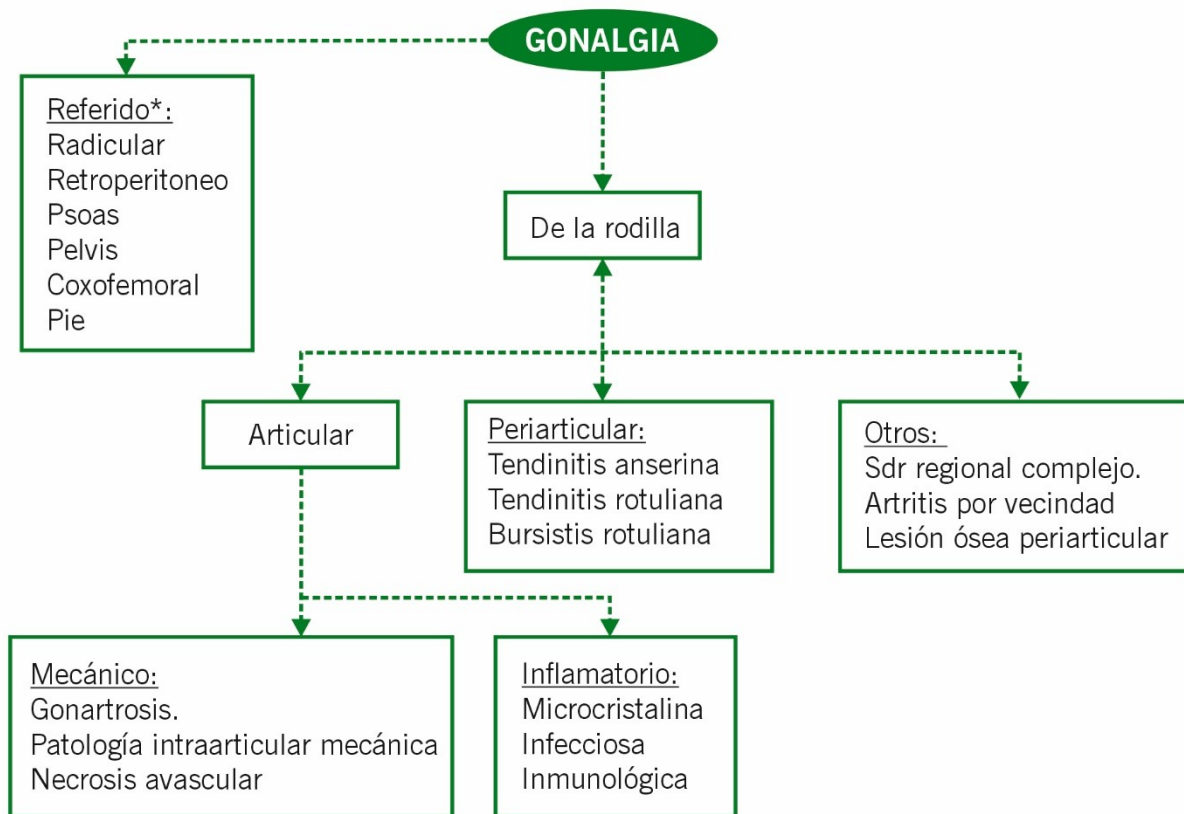 GONALGIA
Referido*:
Radicular
Retroperitoneo
Psoas
Pelvis
Coxofemoral
Pie
De la rodilla
Articular
Periarticular:
Tendinitis anserina
Tendinitis rotuliana
Bursistis rotuliana
Otros:
Sdr regional complejo.
Artritis por vecindad
Lesión ósea periarticular
Mecánico:
Gonartrosis.
Patología intraarticular mecánica
Necrosis avascular
Inflamatorio:
Microcristalina
Infecciosa
Inmunológica